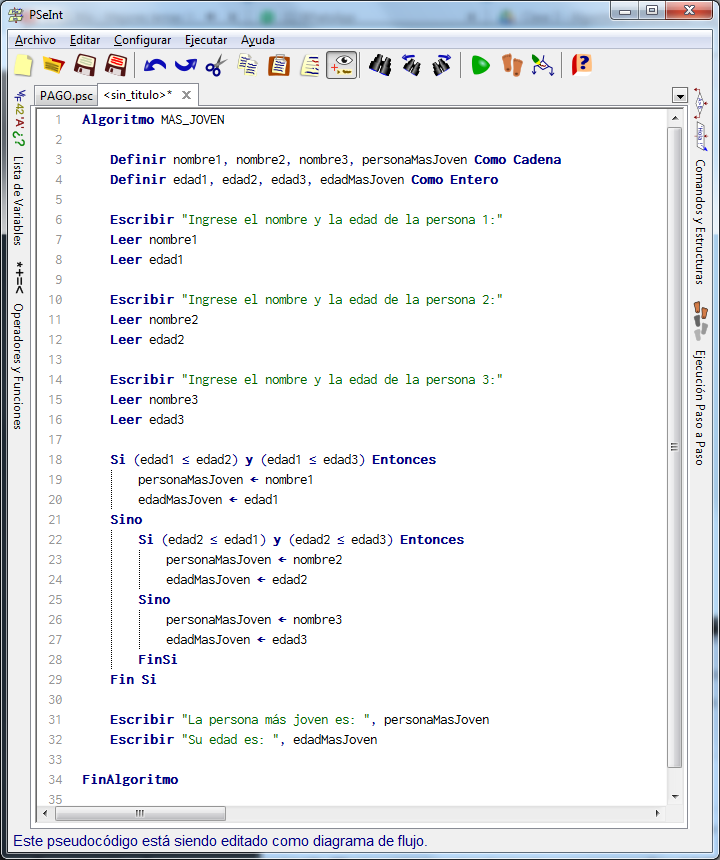 PSeInt
Archivo Editar Configurar Ejecutar Ayuda
PAGO.psc <sin_titulo>*
Lista de Variables
Operadores y Funciones
1 Algoritmo MAS_JOVEN
2
3 Definir nombre1, nombre2, nombre3, personaMasJoven Como Cadena
4 Definir edad1, edad2, edad3, edadMasJoven Como Entero
5
6 Escribir "Ingrese el nombre y la edad de la persona 1:"
7 Leer nombre1
8 Leer edad1
9
10 Escribir "Ingrese el nombre y la edad de la persona 2:"
11 Leer nombre2
12 Leer edad2
13
14 Escribir "Ingrese el nombre y la edad de la persona 3:"
15 Leer nombre3
16 Leer edad3
17
18 Si (edad1 ≤ edad2) y (edad1 ≤ edad3) Entonces
19 personaMasJoven ← nombre1
20 edadMasJoven ← edad1
21 Sino
22 Si (edad2 ≤ edad1) y (edad2 ≤ edad3) Entonces
23 personaMasJoven ← nombre2
24 edadMasJoven ← edad2
25 Sino
26 personaMasJoven ← nombre3
27 edadMasJoven ← edad3
28 FinSi
29 Fin Si
30
31 Escribir "La persona más joven es: ", personaMasJoven
32 Escribir "Su edad es: ", edadMasJoven
33
34 FinAlgoritmo
35
Comandos y Estructuras
Ejecución Paso a Paso
Este pseudocódigo está siendo editado como diagrama de flujo.